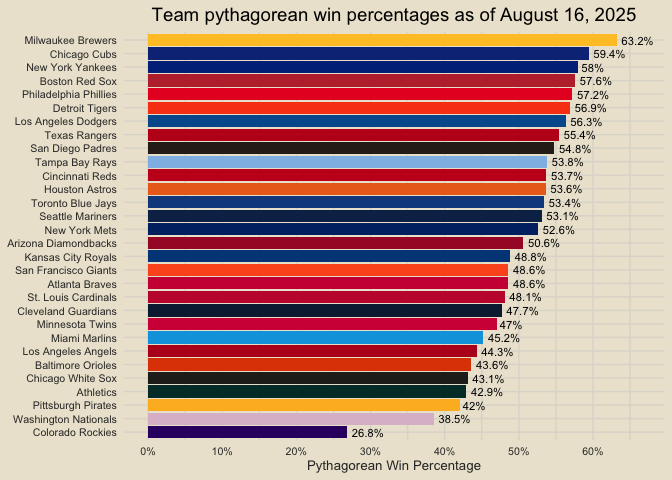 Team pythagorean win percentages as of August 16, 2025
Milwaukee Brewers 63.2%
Chicago Cubs 59.4%
New York Yankees 58%
Boston Red Sox 57.6%
Philadelphia Phillies 57.2%
Detroit Tigers 56.9%
Los Angeles Dodgers 56.3%
Texas Rangers 55.4%
San Diego Padres 54.8%
Tampa Bay Rays 53.8%
Cincinnati Reds 53.7%
Houston Astros 53.6%
Toronto Blue Jays 53.4%
Seattle Mariners 53.1%
New York Mets 52.6%
Arizona Diamondbacks 50.6%
Kansas City Royals 48.8%
San Francisco Giants 48.6%
Atlanta Braves 48.6%
St. Louis Cardinals 48.1%
Cleveland Guardians 47.7%
Minnesota Twins 47%
Miami Marlins 45.2%
Los Angeles Angels 44.3%
Baltimore Orioles 43.6%
Chicago White Sox 43.1%
Athletics 42.9%
Pittsburgh Pirates 42%
Washington Nationals 38.5%
Colorado Rockies 26.8%
0% 10% 20% 30% 40% 50% 60%
Pythagorean Win Percentage